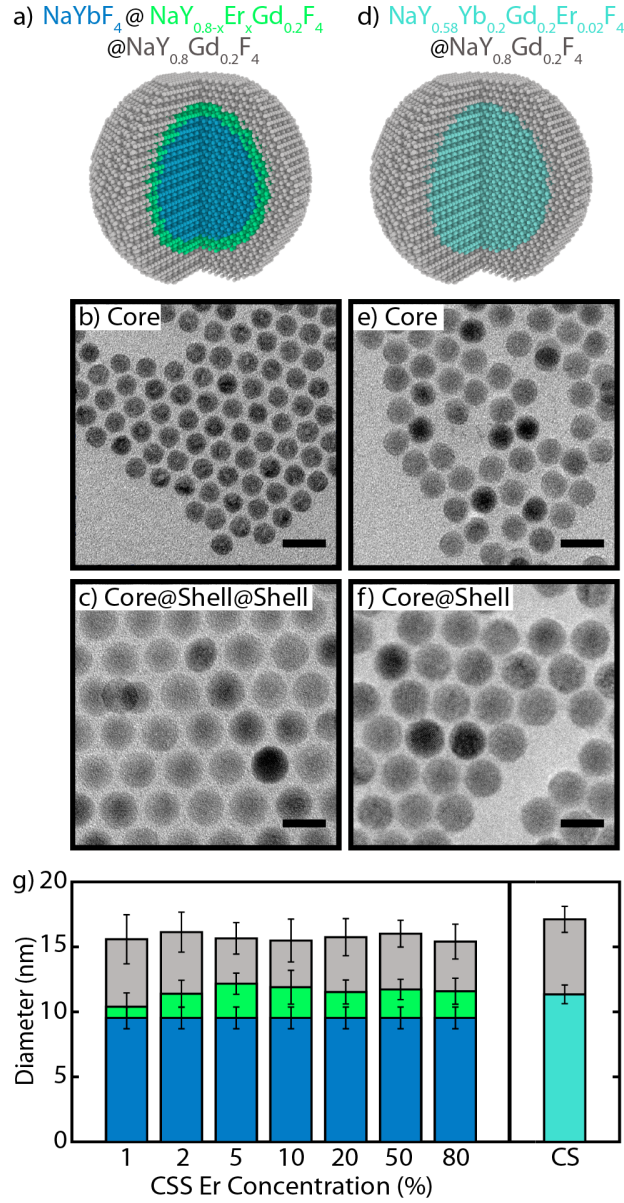 a) NaYbF4@ NaY0.8-xErxGd0.2F4
@NaY0.8Gd0.2F4
d) NaY0.58Yb0.2Gd0.2Er0.02F4
@NaY0.8Gd0.2F4
b) Core
e) Core
c) Core@Shell@Shell
f) Core@Shell
g) 20
15
10
5
0
Diameter (nm)
1 2 5 10 20 50 80 CS
CSS Er Concentration (%)